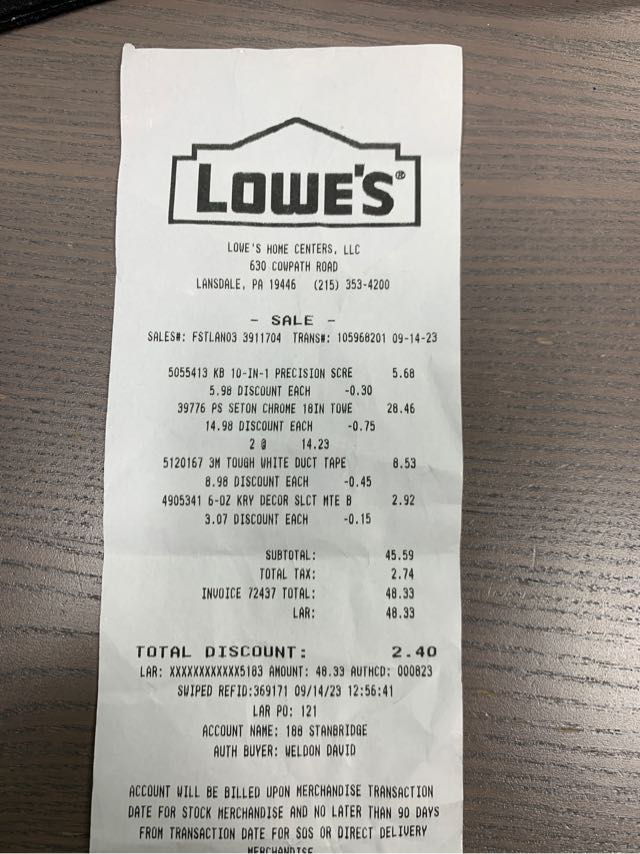 LOWE'S®
LOWE'S HOME CENTERS, LLC
630 COWPATH ROAD
LANSDALE, PA 19446 (215) 353-4200
- SALE -
SALES#: FSTLAN03 3911704 TRANS#: 105968201 09-14-23
5055413 KB 10-IN-1 PRECISION SCRE 5.68
5.98 DISCOUNT EACH -0.30
39776 PS SETON CHROME 18IN TOWE 28.46
14.98 DISCOUNT EACH -0.75
2 @ 14.23
5120167 3M TOUGH WHITE DUCT TAPE 8.53
8.98 DISCOUNT EACH -0.45
4905341 6-OZ KRY DECOR SLCT MTE B 2.92
3.07 DISCOUNT EACH -0.15
SUBTOTAL: 45.59
TOTAL TAX: 2.74
INVOICE 72437 TOTAL: 48.33
LAR: 48.33
TOTAL DISCOUNT: 2.40
LAR: XXXXXXXXXXXX5183 AMOUNT: 48.33 AUTHCD: 000823
SWIPED REFID:369171 09/14/23 12:56:41
LAR PO: 121
ACCOUNT NAME: 188 STANBRIDGE
AUTH BUYER: WELDON DAVID
ACCOUNT WILL BE BILLED UPON MERCHANDISE TRANSACTION
DATE FOR STOCK MERCHANDISE AND NO LATER THAN 90 DAYS
FROM TRANSACTION DATE FOR SOS OR DIRECT DELIVERY
MERCHANDISE